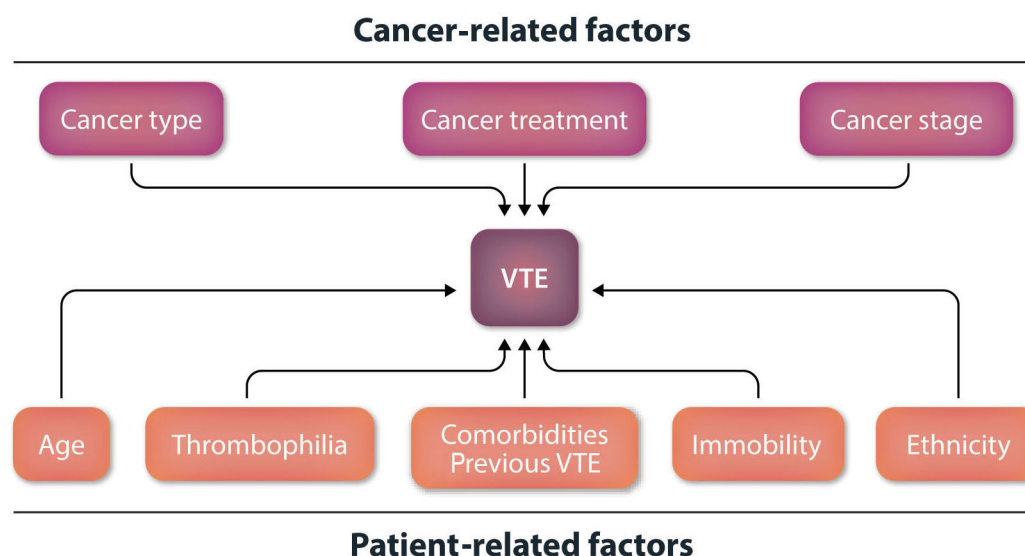 Cancer-related factors
Cancer type
Cancer treatment
Cancer stage
VTE
Age
Thrombophilia
Comorbidities
Previous VTE
Immobility
Ethnicity
Patient-related factors